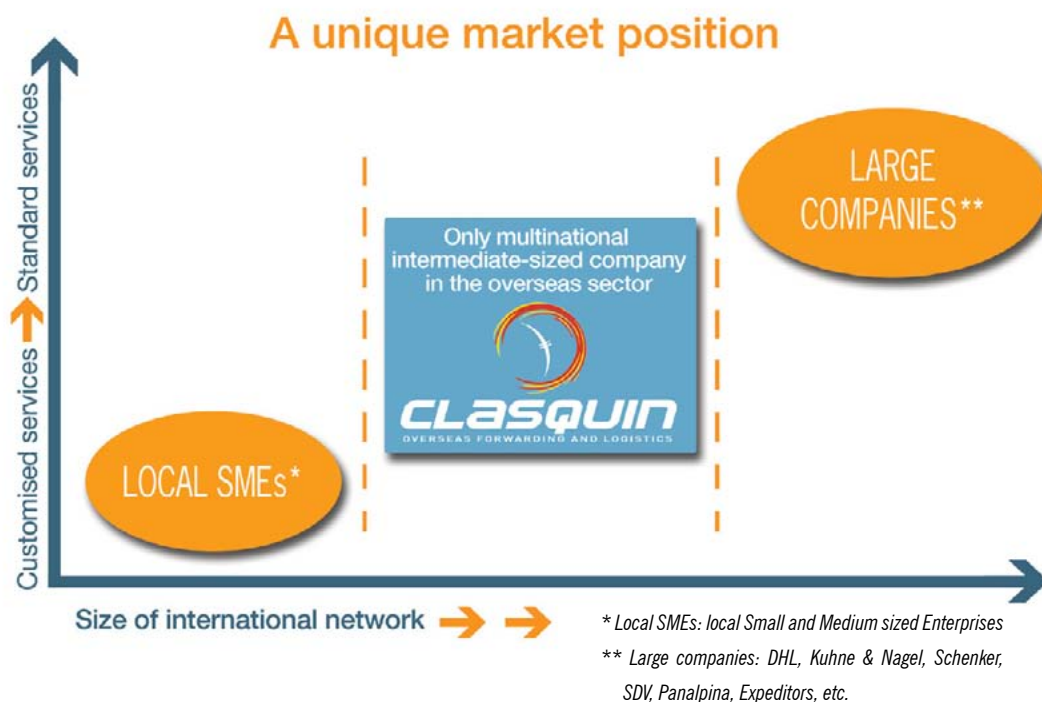 A unique market position
Customised services
Standard services
LARGE
COMPANIES**
Only multinational
intermediate-sized company
in the overseas sector
CLASQUIN
OVERSEAS FORWARDING AND LOGISTICS
LOCAL SMEs*
Size of international network
* Local SMEs: local Small and Medium sized Enterprises
** Large companies: DHL, Kuhne & Nagel, Schenker,
SDV, Panalpina, Expeditors, etc.